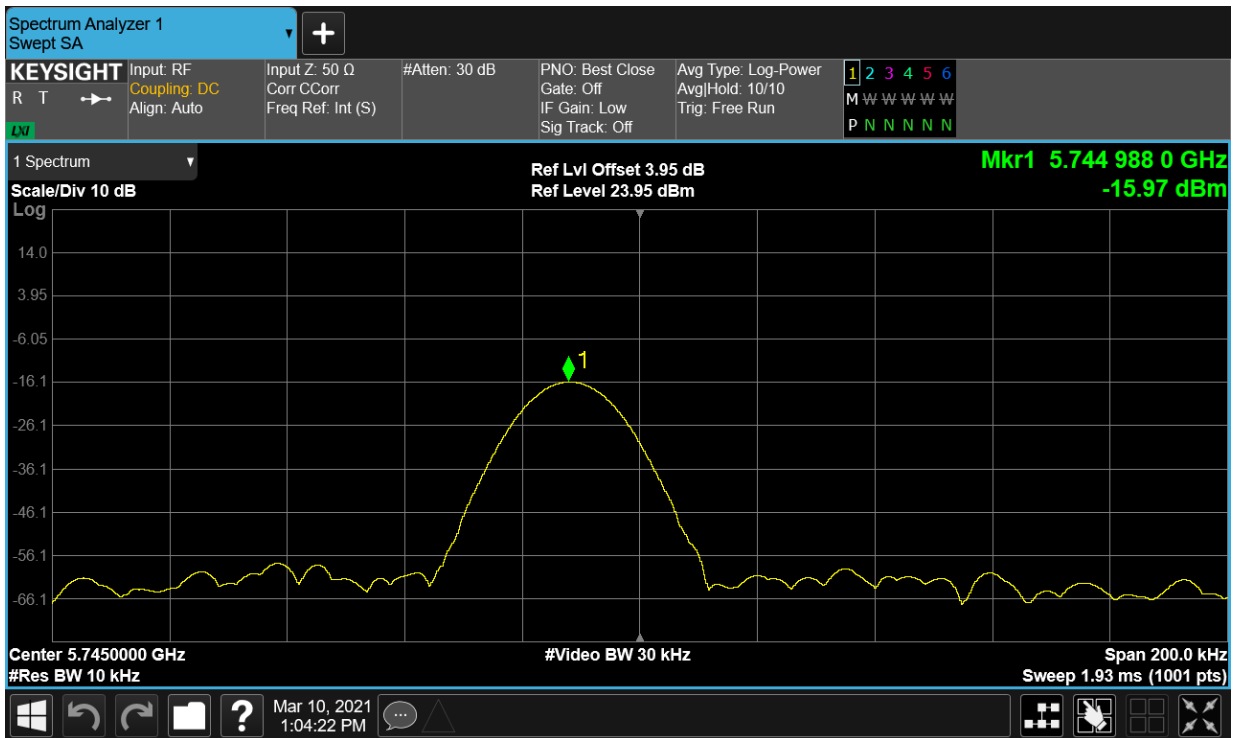 Spectrum Analyzer 1
Swept SA
▼
+
KEYSIGHT
R T
LXI
Input: RF
Coupling: DC
Align: Auto
Input Z: 50 Ω
Corr CCorr
Freq Ref: Int (S)
#Atten: 30 dB
PNO: Best Close
Gate: Off
IF Gain: Low
Sig Track: Off
Avg Type: Log-Power
Avg|Hold: 10/10
Trig: Free Run
1 2 3 4 5 6
M W W W W W
P N N N N N
1 Spectrum ▼
Scale/Div 10 dB
Log
Ref Lvl Offset 3.95 dB
Ref Level 23.95 dBm
Mkr1 5.744 988 0 GHz
-15.97 dBm
14.0
3.95
-6.05
-16.1
-26.1
-36.1
-46.1
-56.1
-66.1
1
Center 5.7450000 GHz
#Res BW 10 kHz
#Video BW 30 kHz
Span 200.0 kHz
Sweep 1.93 ms (1001 pts)
?
Mar 10, 2021
1:04:22 PM